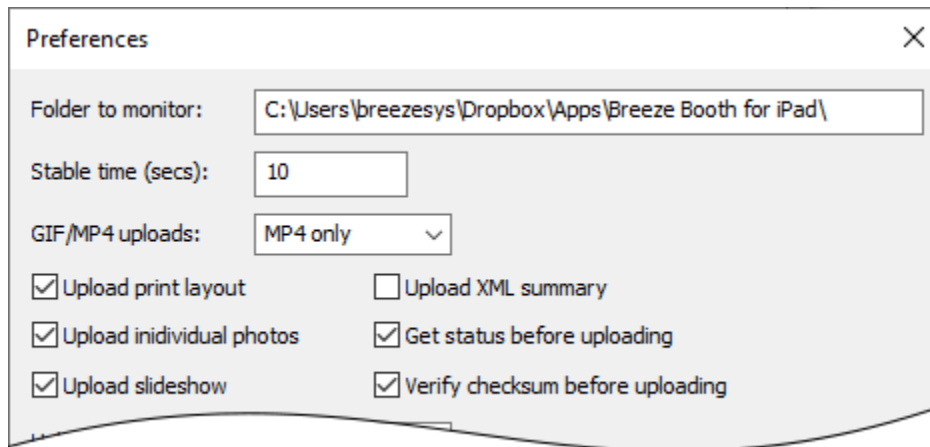 Preferences
Folder to monitor: C:\Users\breezesys\Dropbox\Apps\Breeze Booth for iPad\
Stable time (secs): 10
GIF/MP4 uploads: MP4 only
Upload print layout Upload XML summary
Upload inidividual photos Get status before uploading
Upload slideshow Verify checksum before uploading